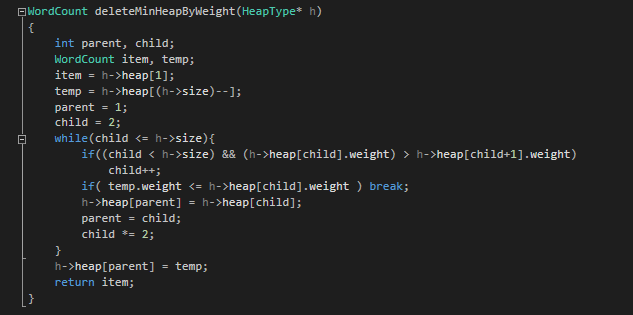 WordCount deleteMinHeapByWeight(HeapType* h)
{
    int parent, child;
    WordCount item, temp;
    item = h->heap[1];
    temp = h->heap[(h->size)--];
    parent = 1;
    child = 2;
    while(child <= h->size){
        if((child < h->size) && (h->heap[child].weight) > h->heap[child+1].weight)
            child++;
        if( temp.weight <= h->heap[child].weight ) break;
        h->heap[parent] = h->heap[child];
        parent = child;
        child *= 2;
    }
    h->heap[parent] = temp;
    return item;
}